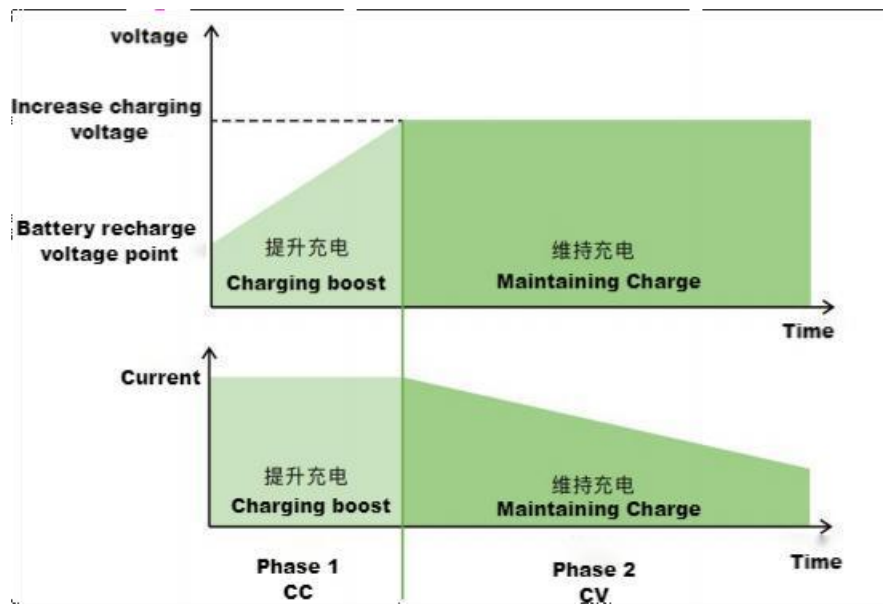 voltage
Increase charging
voltage
Battery recharge
voltage point
提升充电
Charging boost
维持充电
Maintaining Charge
Time
Current
提升充电
Charging boost
维持充电
Maintaining Charge
Time
Phase 1
CC
Phase 2
CV